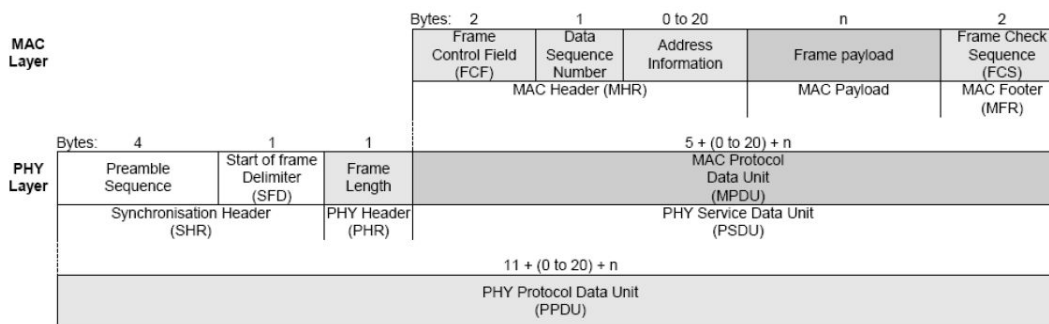 Bytes: 2 1 0 to 20 n 2
MAC
Layer
Frame
Control Field
(FCF)
Data
Sequence
Number
Address
Information
Frame payload
Frame Check
Sequence
(FCS)
MAC Header (MHR)
MAC Payload
MAC Footer
(MFR)
Bytes: 4 1 1 5 + (0 to 20) + n
PHY
Layer
Preamble
Sequence
Start of frame
Delimiter
(SFD)
Frame
Length
MAC Protocol
Data Unit
(MPDU)
Synchronisation Header
(SHR)
PHY Header
(PHR)
PHY Service Data Unit
(PSDU)
11 + (0 to 20) + n
PHY Protocol Data Unit
(PPDU)